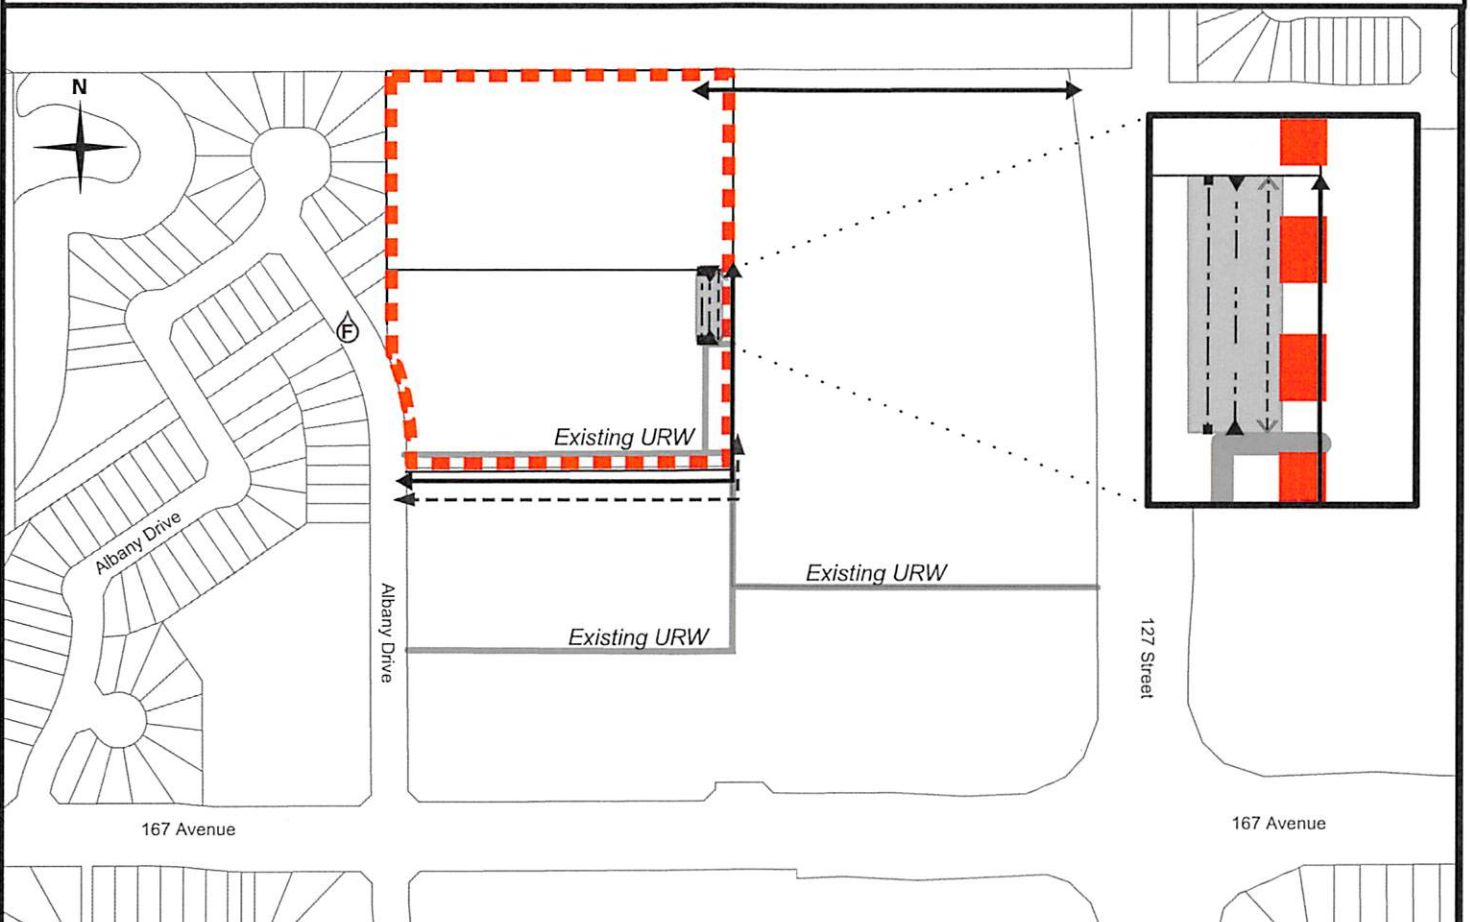 N
F
Existing URW
Albany Drive
Existing URW
Albany Drive
Existing URW
127 Street
167 Avenue
167 Avenue